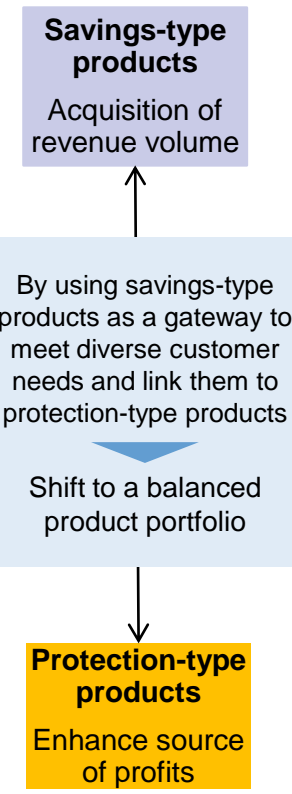 Savings-type
products
Acquisition of
revenue volume
By using savings-type
products as a gateway to
meet diverse customer
needs and link them to
protection-type products
Shift to a balanced
product portfolio
Protection-type
products
Enhance source
of profits